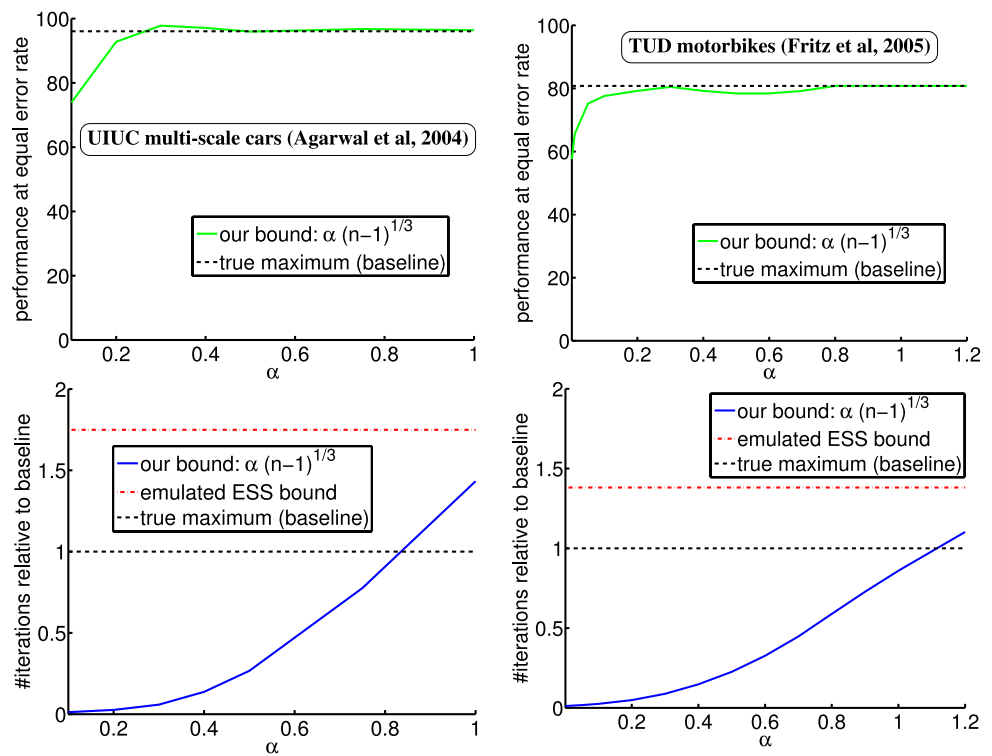 performance at equal error rate
100
80
60
40
20
0
UIUC multi-scale cars (Agarwal et al, 2004)
our bound: α (n−1)^1/3
true maximum (baseline)
0.2
0.4
0.6
0.8
1
α
performance at equal error rate
100
80
60
40
20
0
TUD motorbikes (Fritz et al, 2005)
our bound: α (n−1)^1/3
true maximum (baseline)
0.2
0.4
0.6
0.8
1
1.2
α
#iterations relative to baseline
2
1.5
1
0.5
0
our bound: α (n−1)^1/3
emulated ESS bound
true maximum (baseline)
0.2
0.4
0.6
0.8
1
α
#iterations relative to baseline
2
1.5
1
0.5
0
our bound: α (n−1)^1/3
emulated ESS bound
true maximum (baseline)
0.2
0.4
0.6
0.8
1
1.2
α